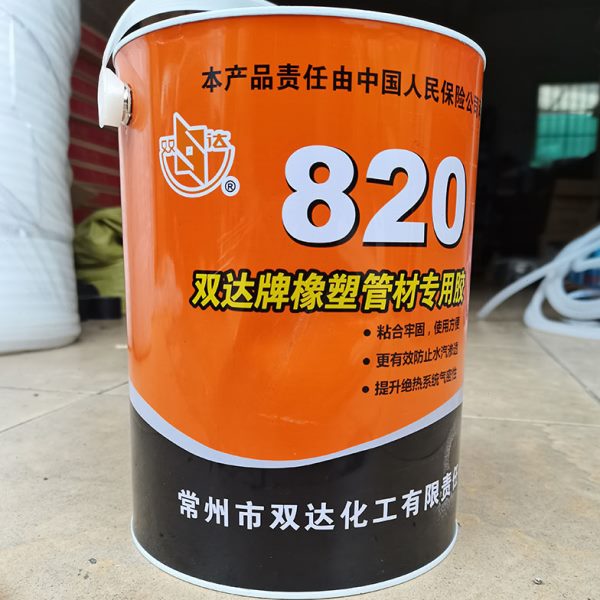 本产品责任由中国人民保险公司
双 达
®
820
双达牌橡塑管材专用胶
• 粘合牢固，使用方便
• 更有效防止水汽渗透
• 提升绝热系统气密性
常州市双达化工有限责任